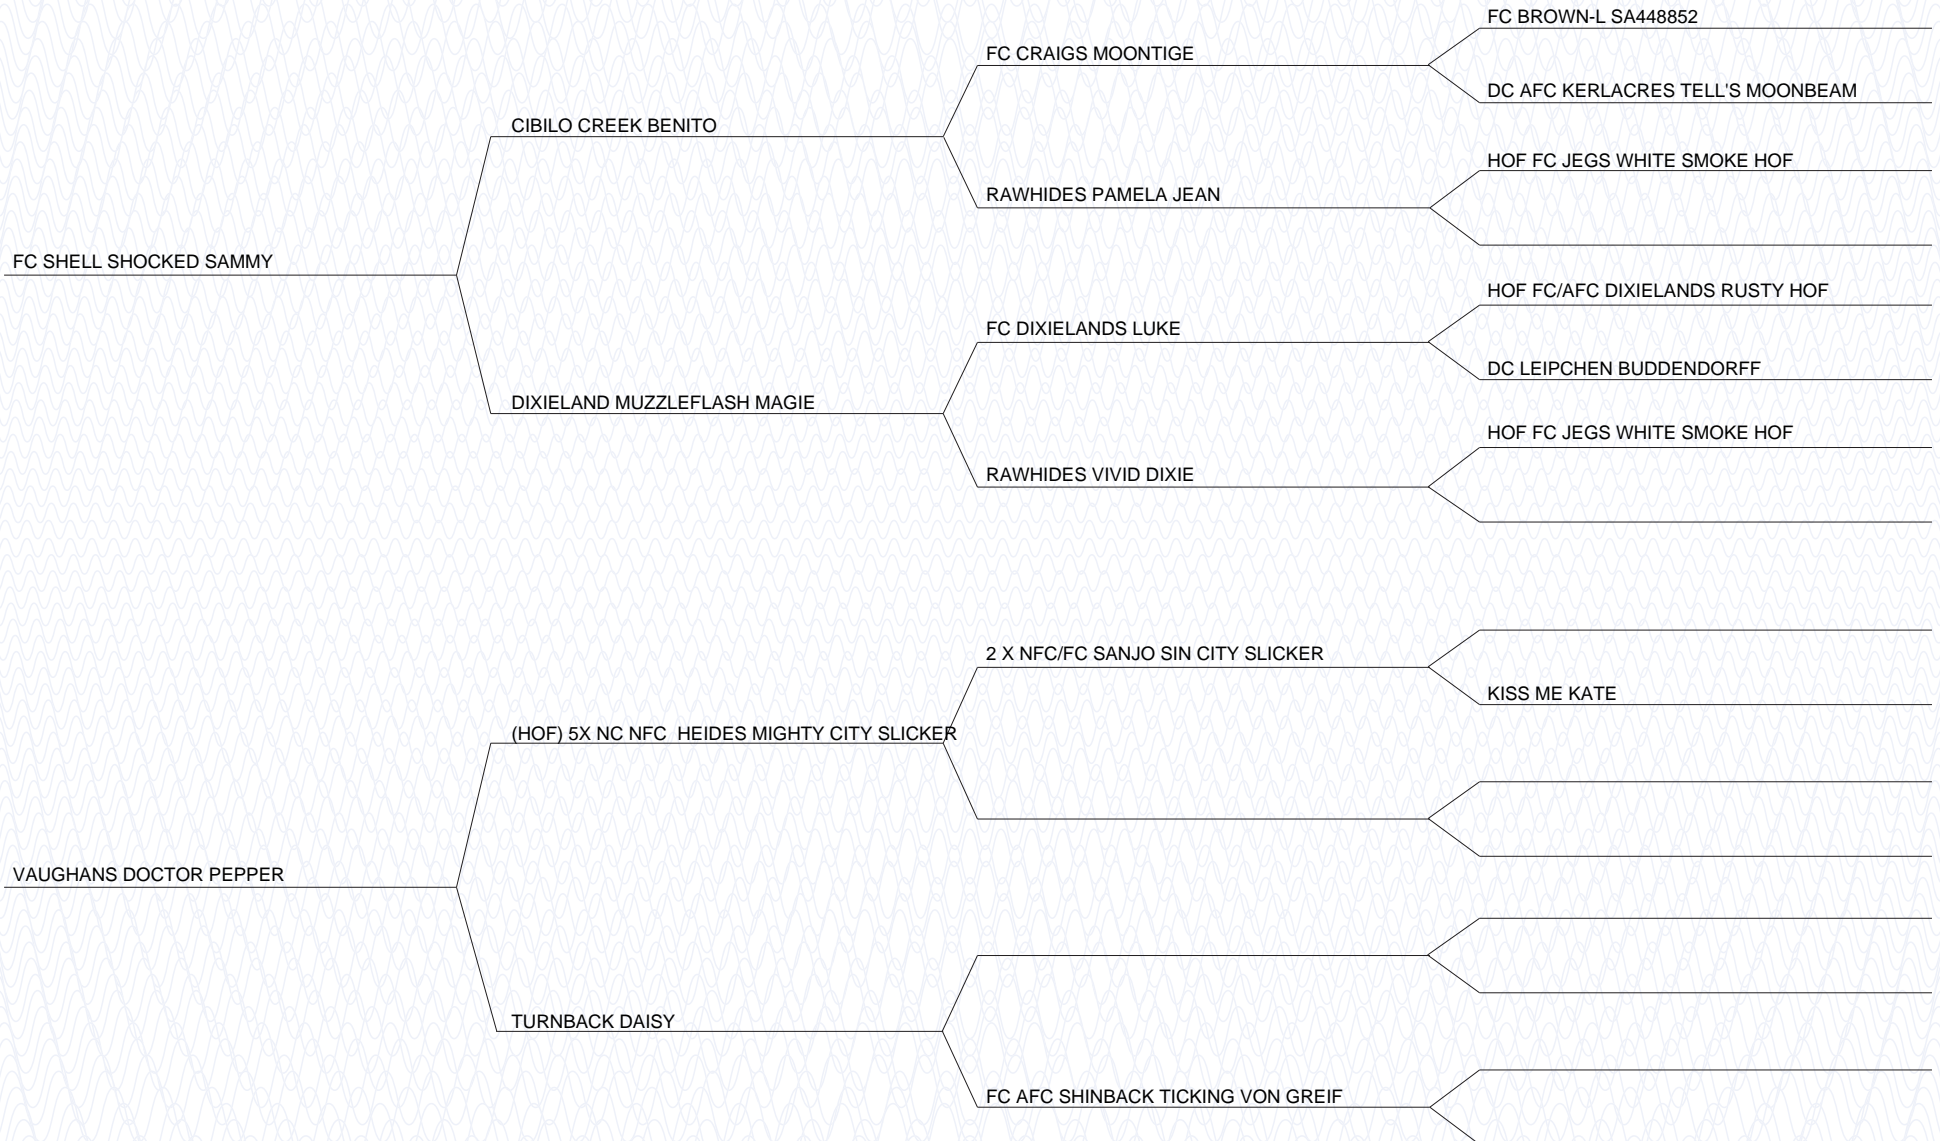 FC BROWN-L SA448852
FC CRAIGS MOONTIGE
DC AFC KERLACRES TELL'S MOONBEAM
CIBILO CREEK BENITO
HOF FC JEGS WHITE SMOKE HOF
RAWHIDES PAMELA JEAN
FC SHELL SHOCKED SAMMY
HOF FC/AFC DIXIELANDS RUSTY HOF
FC DIXIELANDS LUKE
DC LEIPCHEN BUDDENDORFF
DIXIELAND MUZZLEFLASH MAGIE
HOF FC JEGS WHITE SMOKE HOF
RAWHIDES VIVID DIXIE
2 X NFC/FC SANJO SIN CITY SLICKER
KISS ME KATE
(HOF) 5X NC NFC  HEIDES MIGHTY CITY SLICKER
VAUGHANS DOCTOR PEPPER
TURNBACK DAISY
FC AFC SHINBACK TICKING VON GREIF